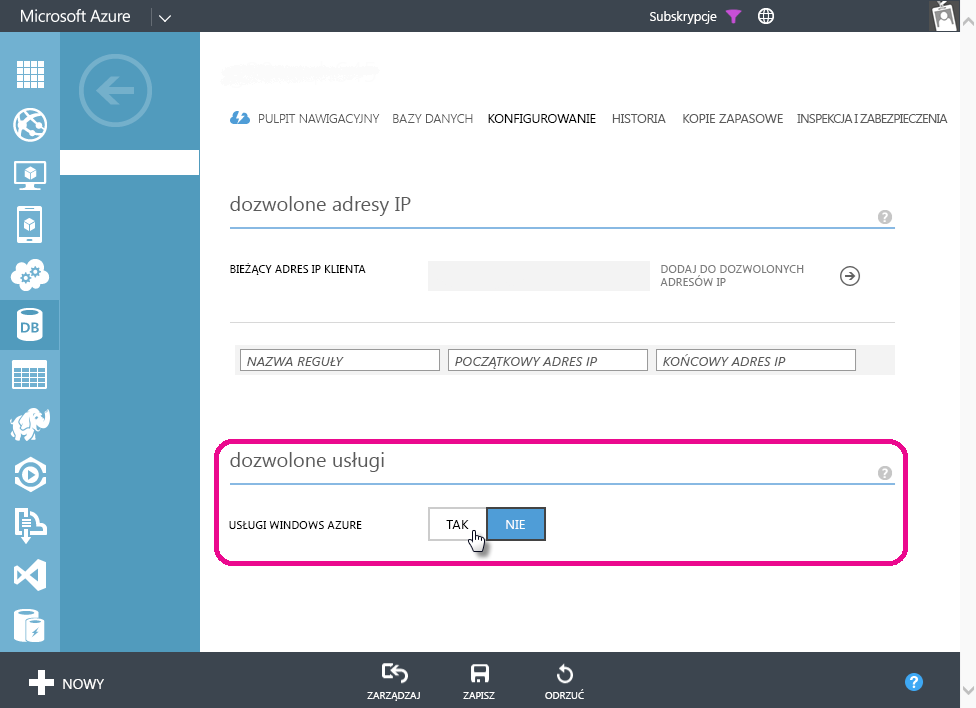 Microsoft Azure
Subskrypcje
PULPIT NAWIGACYJNY BAZY DANYCH KONFIGUROWANIE HISTORIA KOPIE ZAPASOWE INSPEKCJA I ZABEZPIECZENIA
dozwolone adresy IP
?
BIEŻĄCY ADRES IP KLIENTA
DODAJ DO DOZWOLONYCH
ADRESÓW IP
DB
NAZWA REGUŁY POCZĄTKOWY ADRES IP KOŃCOWY ADRES IP
dozwolone usługi
?
USŁUGI WINDOWS AZURE TAK NIE
NOWY
ZARZĄDZAJ ZAPISZ ODRZUĆ
?